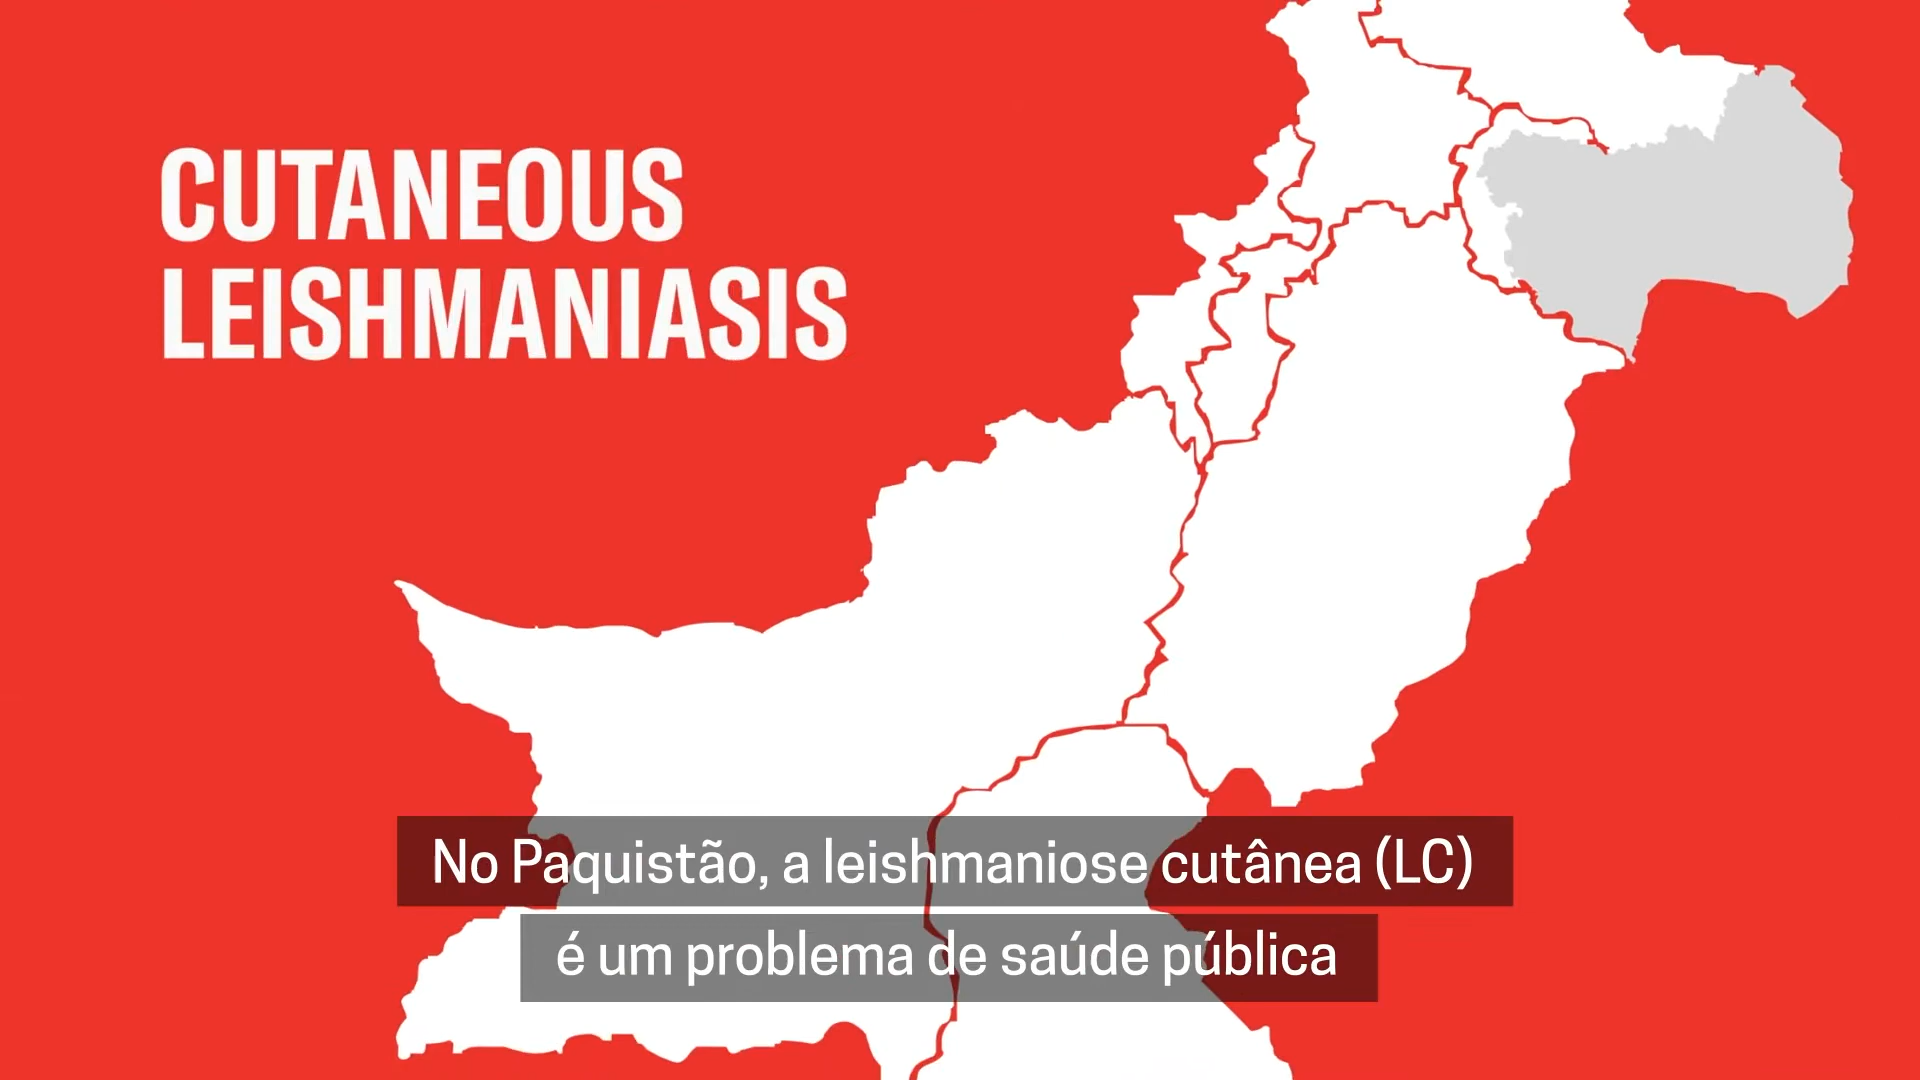 CUTANEOUS
LEISHMANIASIS
No Paquistão, a leishmaniose cutânea (LC)
é um problema de saúde pública